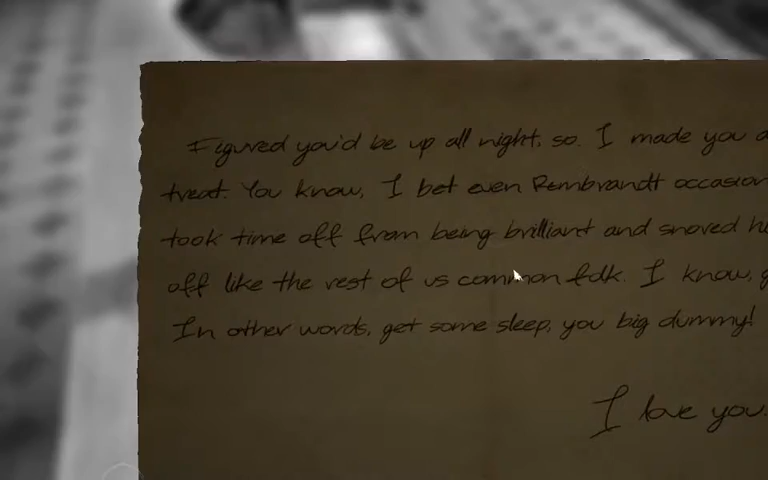 Figured you'd be up all night, so. I made you a
treat. You know, I bet even Rembrandt occasion
took time off from being brilliant and snored
off like the rest of us common folk. I know,
In other words, get some sleep, you big dummy!
I love you.